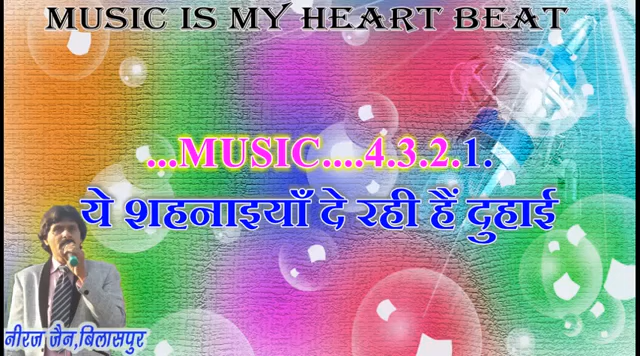 MUSIC IS MY HEART BEAT
...MUSIC....4.3.2.1.
ये शहनाइयाँ दे रही हैं दुहाई
नीरज जैन,बिलासपुर